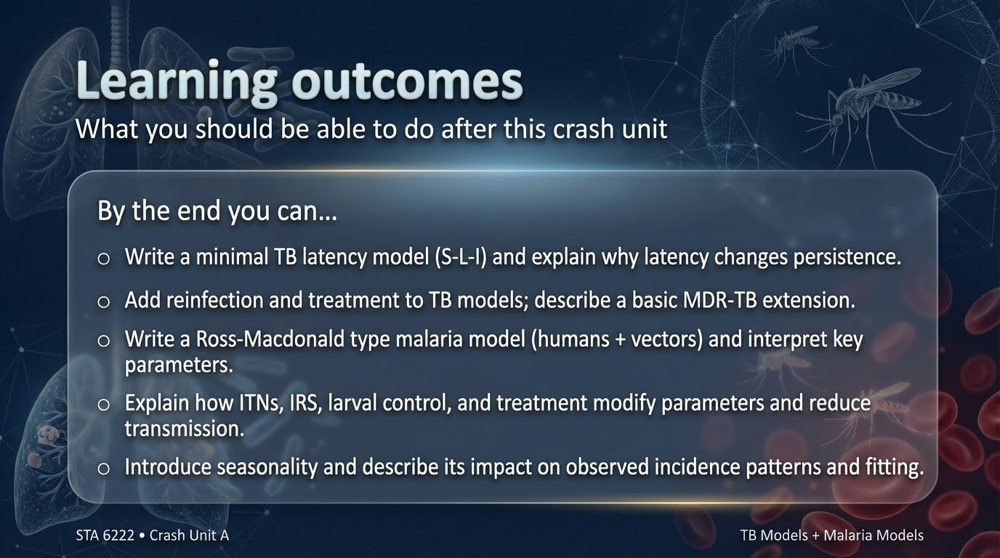 Learning outcomes
What you should be able to do after this crash unit
By the end you can...
○ Write a minimal TB latency model (S-L-I) and explain why latency changes persistence.
○ Add reinfection and treatment to TB models; describe a basic MDR-TB extension.
○ Write a Ross-Macdonald type malaria model (humans + vectors) and interpret key
parameters.
○ Explain how ITNs, IRS, larval control, and treatment modify parameters and reduce
transmission.
○ Introduce seasonality and describe its impact on observed incidence patterns and fitting.
STA 6222 • Crash Unit A
TB Models + Malaria Models